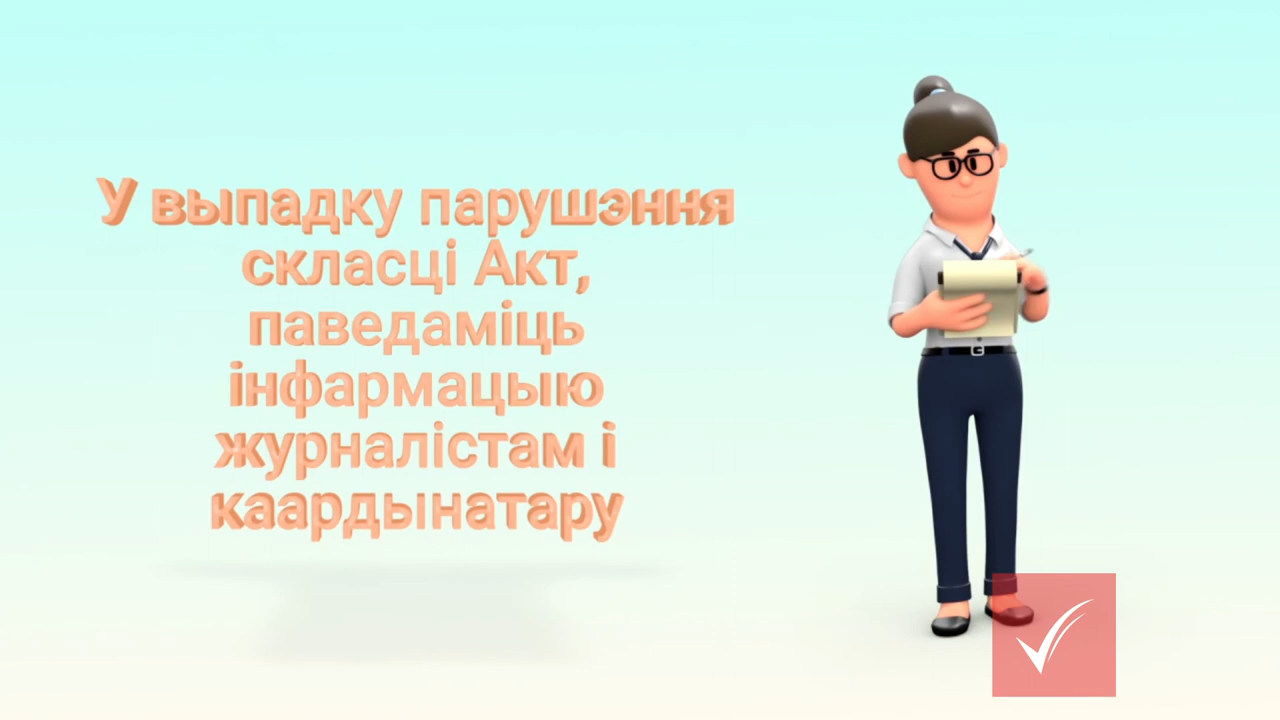 У выпадку парушэння
скласці Акт,
паведаміць
інфармацыю
журналістам і
каардынатару